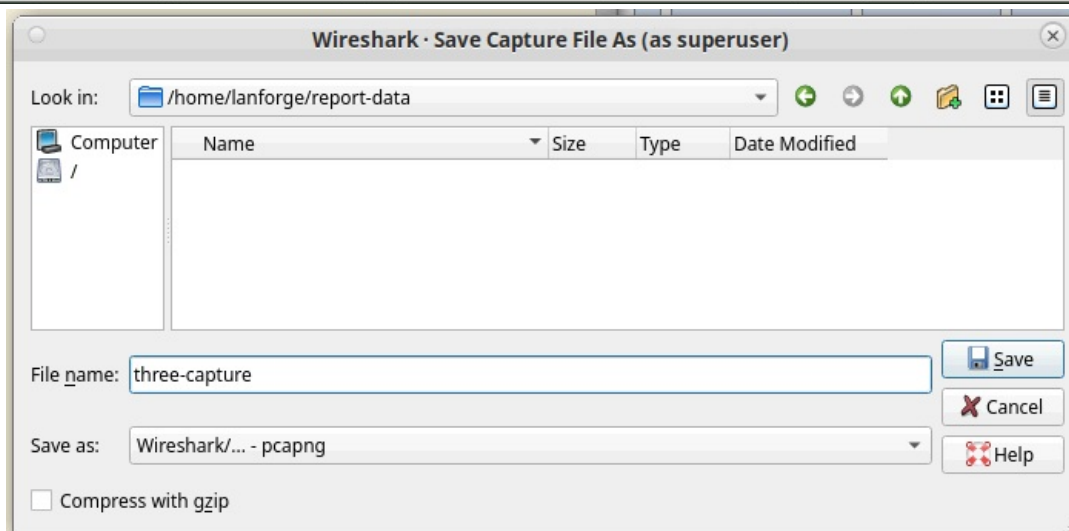 Wireshark · Save Capture File As (as superuser)
Look in: /home/lanforge/report-data
Computer
/
Name Size Type Date Modified
File name: three-capture
Save
Cancel
Save as: Wireshark/... - pcapng
Help
Compress with gzip